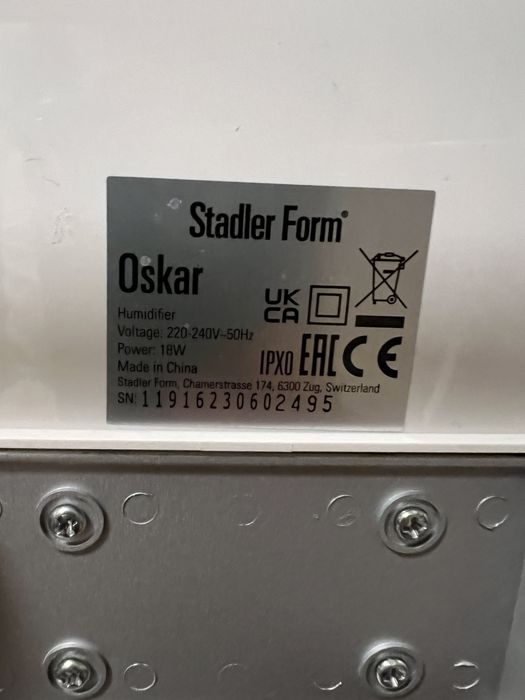 Stadler Form®
Oskar
UK
CA
Humidifier
Voltage: 220-240V~50Hz
Power: 18W
Made in China
IPX0 EAC CE
Stadler Form, Chamerstrasse 174, 6300 Zug, Switzerland
SN: 11916230602495